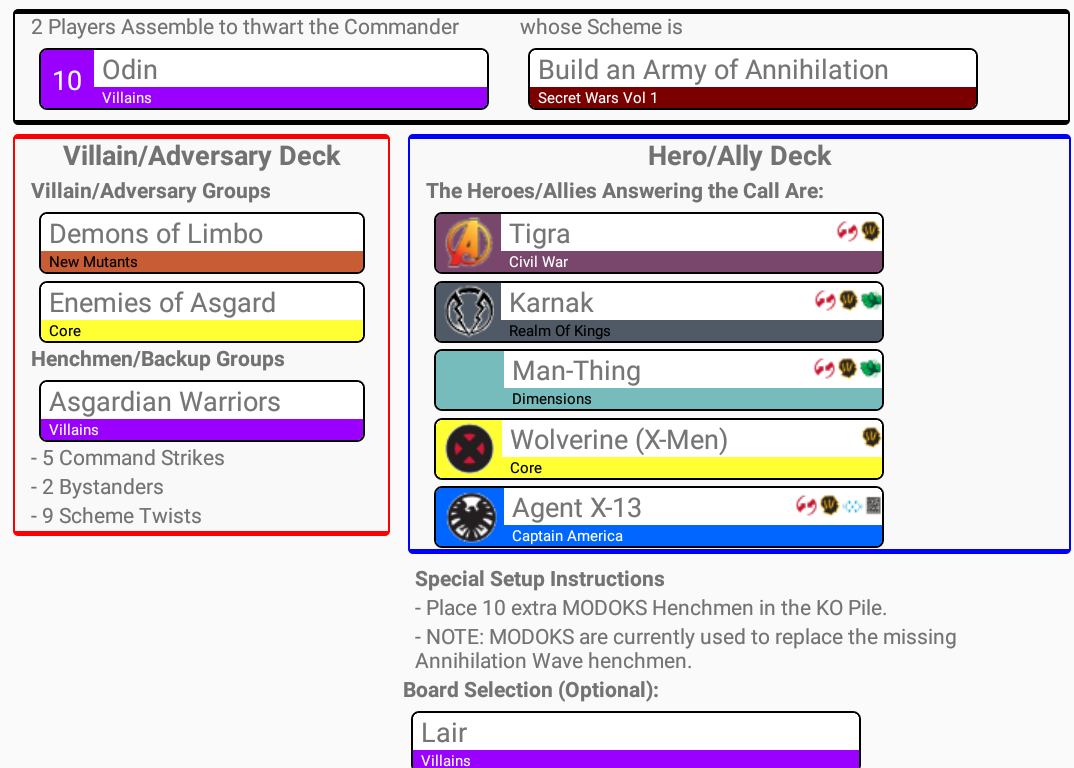 2 Players Assemble to thwart the Commander
whose Scheme is
10
Odin
Villains
Build an Army of Annihilation
Secret Wars Vol 1
Villain/Adversary Deck
Villain/Adversary Groups
Demons of Limbo
New Mutants
Enemies of Asgard
Core
Henchmen/Backup Groups
Asgardian Warriors
Villains
- 5 Command Strikes
- 2 Bystanders
- 9 Scheme Twists
Hero/Ally Deck
The Heroes/Allies Answering the Call Are:
Tigra
Civil War
Karnak
Realm Of Kings
Man-Thing
Dimensions
Wolverine (X-Men)
Core
Agent X-13
Captain America
Special Setup Instructions
- Place 10 extra MODOKS Henchmen in the KO Pile.
- NOTE: MODOKS are currently used to replace the missing
Annihilation Wave henchmen.
Board Selection (Optional):
Lair
Villains